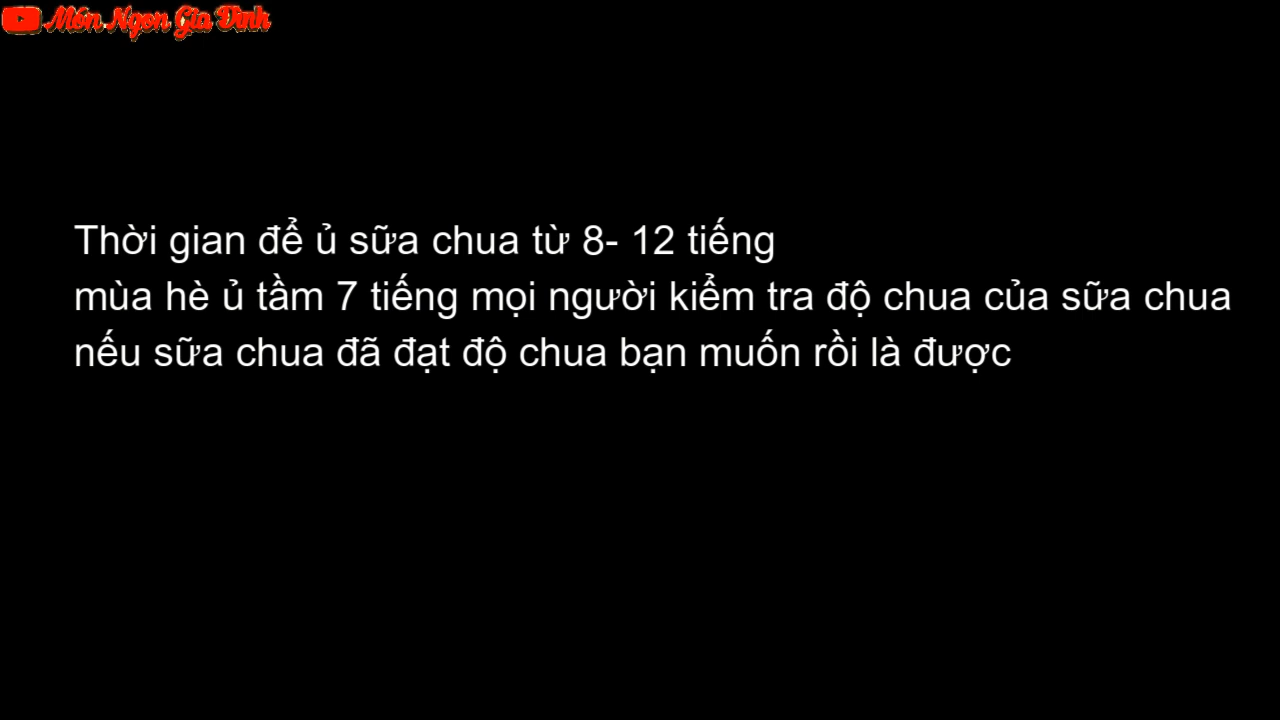 Món Ngon Gia Đình
Thời gian để ủ sữa chua từ 8- 12 tiếng
mùa hè ủ tầm 7 tiếng mọi người kiểm tra độ chua của sữa chua
nếu sữa chua đã đạt độ chua bạn muốn rồi là được